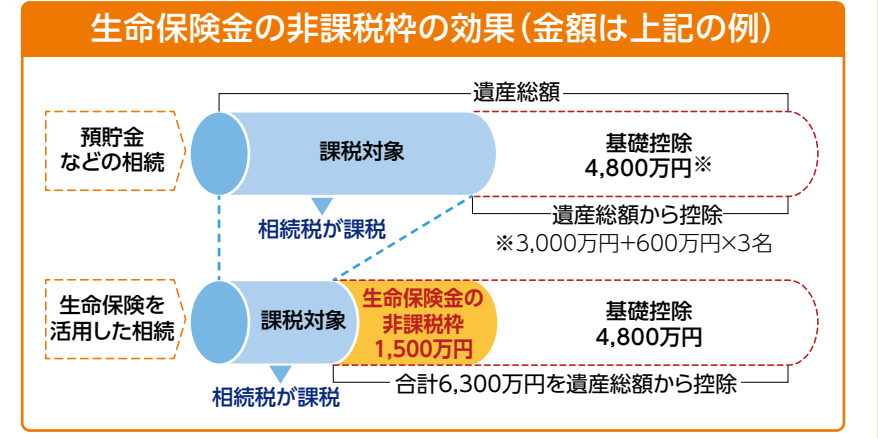 生命保険金の非課税枠の効果（金額は上記の例）
遺産総額
預貯金
などの相続
課税対象
基礎控除
4,800万円※
相続税が課税
遺産総額から控除
※3,000万円＋600万円×3名
生命保険を
活用した相続
課税対象
生命保険金の
非課税枠
1,500万円
基礎控除
4,800万円
相続税が課税
合計6,300万円を遺産総額から控除